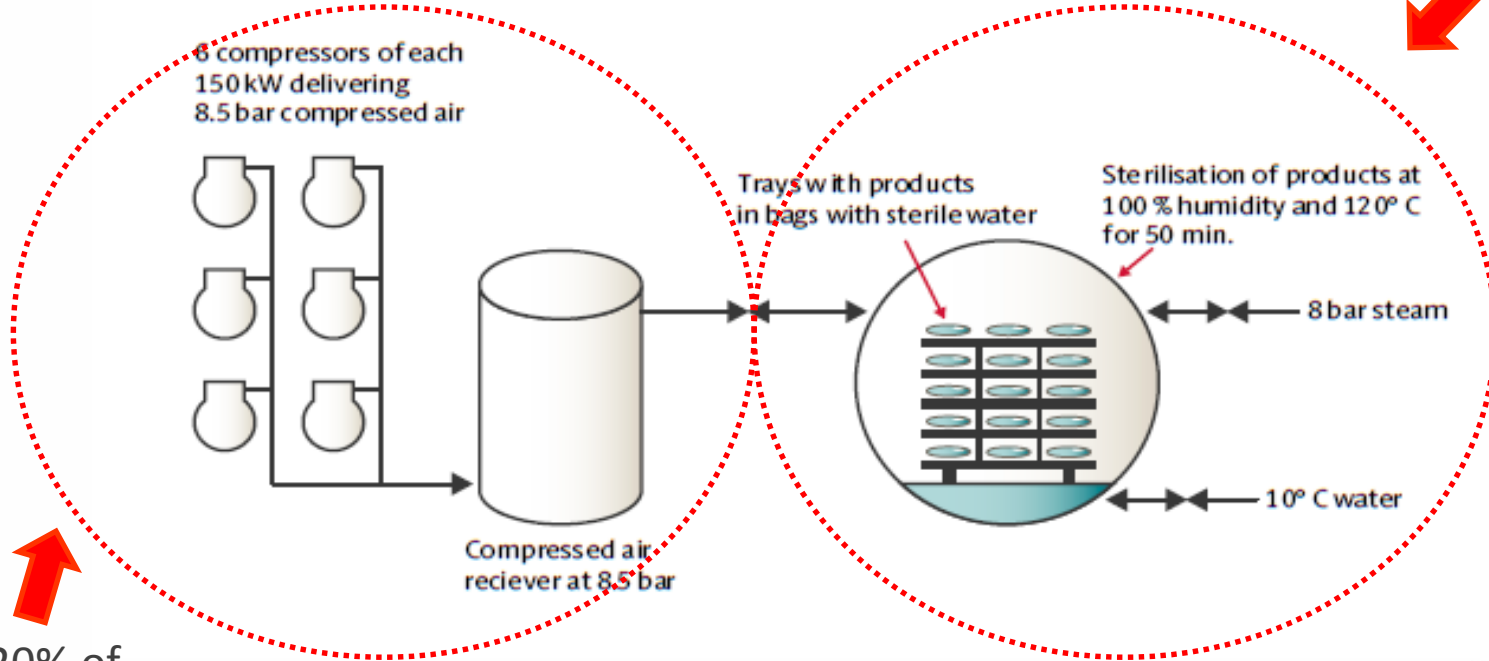 6 compressors of each
150 kW delivering
8.5 bar compressed air
Trays with products
in bags with sterile water
Sterilisation of products at
100 % humidity and 120° C
for 50 min.
8 bar steam
10° C water
Compressed air
reciever at 8.5 bar
20% of